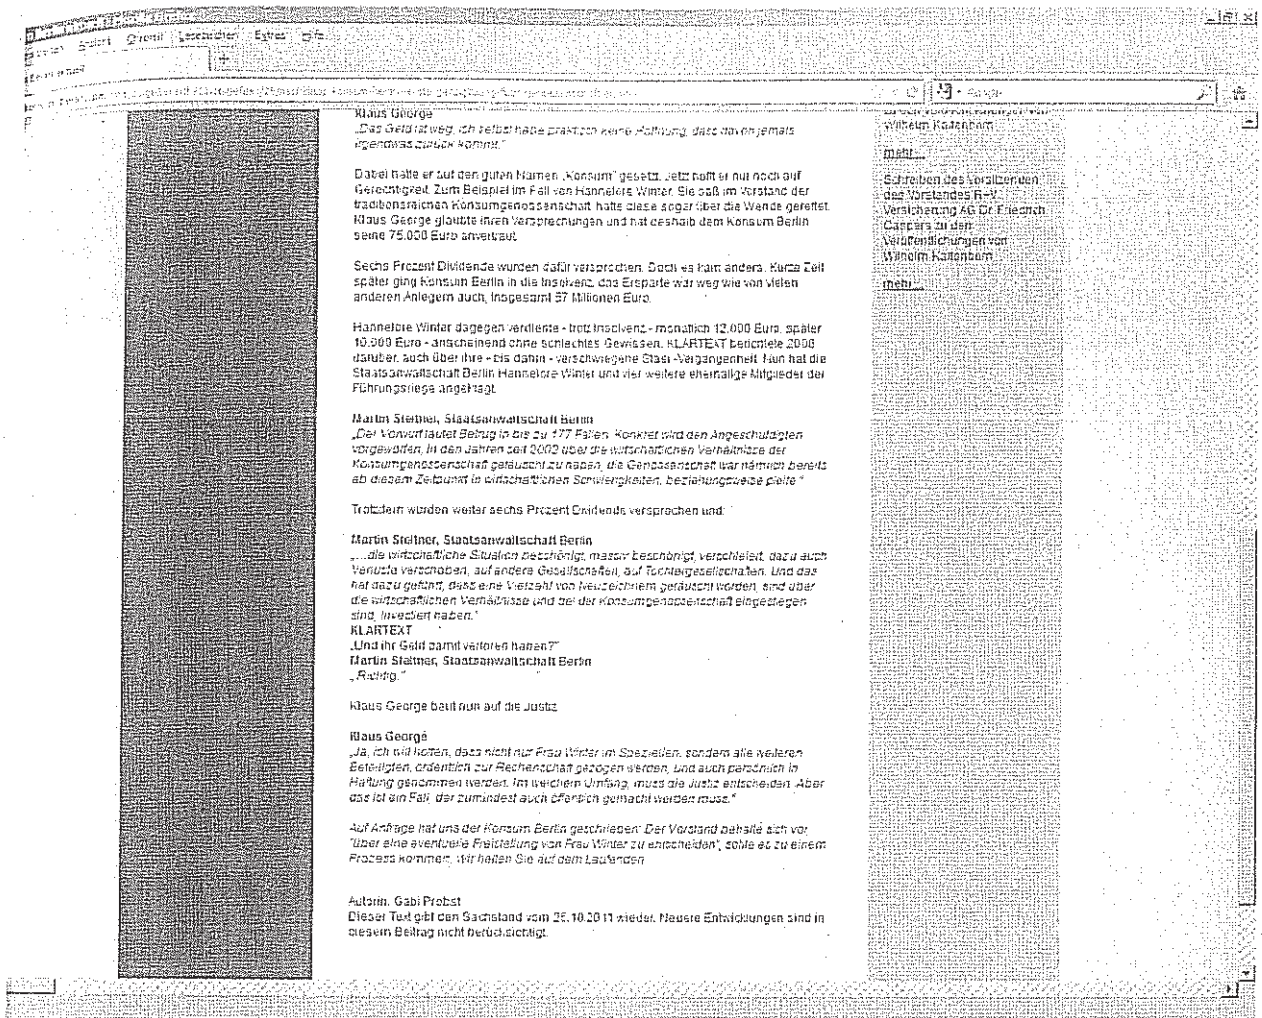 Ansicht Chronik Lesezeichen Extras Hilfe
Klaus George
„Das Geld ist weg, ich selbst habe praktisch keine Hoffnung, dass davon jemals
irgendwas zurück kommt."
Dabei hatte er auf den guten Namen „Konsum" gesetzt. Jetzt hofft er nur noch auf
Gerechtigkeit. Zum Beispiel im Fall von Hannelore Winter. Sie saß im Vorstand der
traditionsreichen Konsumgenossenschaft, hatte diese sogar über die Wende gerettet.
Klaus George glaubte ihren Versprechungen und hat deshalb dem Konsum Berlin
seine 75.000 Euro anvertraut.
Sechs Prozent Dividende wurden dafür versprochen. Doch es kam anders. Kurze Zeit
später ging Konsum Berlin in die Insolvenz, das Ersparte war weg wie von vielen
anderen Anlegern auch, insgesamt 57 Millionen Euro.
Hannelore Winter dagegen verdiente - trotz Insolvenz - monatlich 12.000 Euro, später
10.000 Euro - anscheinend ohne schlechtes Gewissen. KLARTEXT berichtete 2006
darüber, auch über ihre - bis dahin - verschwiegene Stasi-Vergangenheit. Nun hat die
Staatsanwaltschaft Berlin Hannelore Winter und vier weitere ehemalige Mitglieder der
Führungsriege angeklagt.
Martin Steltner, Staatsanwaltschaft Berlin
„Der Vorwurf lautet Betrug in bis zu 177 Fällen. Konkret wird den Angeschuldigten
vorgeworfen, in den Jahren seit 2002 über die wirtschaftlichen Verhältnisse der
Konsumgenossenschaft getäuscht zu haben, die Genossenschaft war nämlich bereits
ab diesem Zeitpunkt in wirtschaftlichen Schwierigkeiten, beziehungsweise pleite."
Trotzdem wurden weiter sechs Prozent Dividende versprochen und:
Martin Steltner, Staatsanwaltschaft Berlin
„…die wirtschaftliche Situation beschönigt, massiv beschönigt, verschleiert, dazu auch
Verluste verschoben, auf andere Gesellschaften, auf Tochtergesellschaften. Und das
hat dazu geführt, dass eine Vielzahl von Neuzeichnern getäuscht worden, sind über
die wirtschaftlichen Verhältnisse und bei der Konsumgenossenschaft eingestiegen
sind, investiert haben."
KLARTEXT
„Und ihr Geld damit verloren haben?"
Martin Steltner, Staatsanwaltschaft Berlin
„Richtig."
Klaus George baut nun auf die Justiz.
Klaus George
„Ja, ich will hoffen, dass nicht nur Frau Winter im Speziellen, sondern alle weiteren
Beteiligten, ordentlich zur Rechenschaft gezogen werden, und auch persönlich in
Haftung genommen werden. Im welchem Umfang, muss die Justiz entscheiden. Aber
das ist ein Fall, der zumindest auch öffentlich gemacht werden muss."
Auf Anfrage hat uns der Konsum Berlin geschrieben: Der Vorstand behalte sich vor,
"über eine eventuelle Freistellung von Frau Winter zu entscheiden", sollte es zu einem
Prozess kommen. Wir halten Sie auf dem Laufenden.
Autorin: Gabi Probst
Dieser Text gibt den Sachstand vom 26.10.2011 wieder. Neuere Entwicklungen sind in
diesem Beitrag nicht berücksichtigt.
Wilhelm Kaltenborn
mehr...
Schreiben des Vorsitzenden
des Vorstandes R+V
Versicherung AG Dr. Friedrich
Caspers zu den
Veröffentlichungen von
Wilhelm Kaltenborn
mehr...